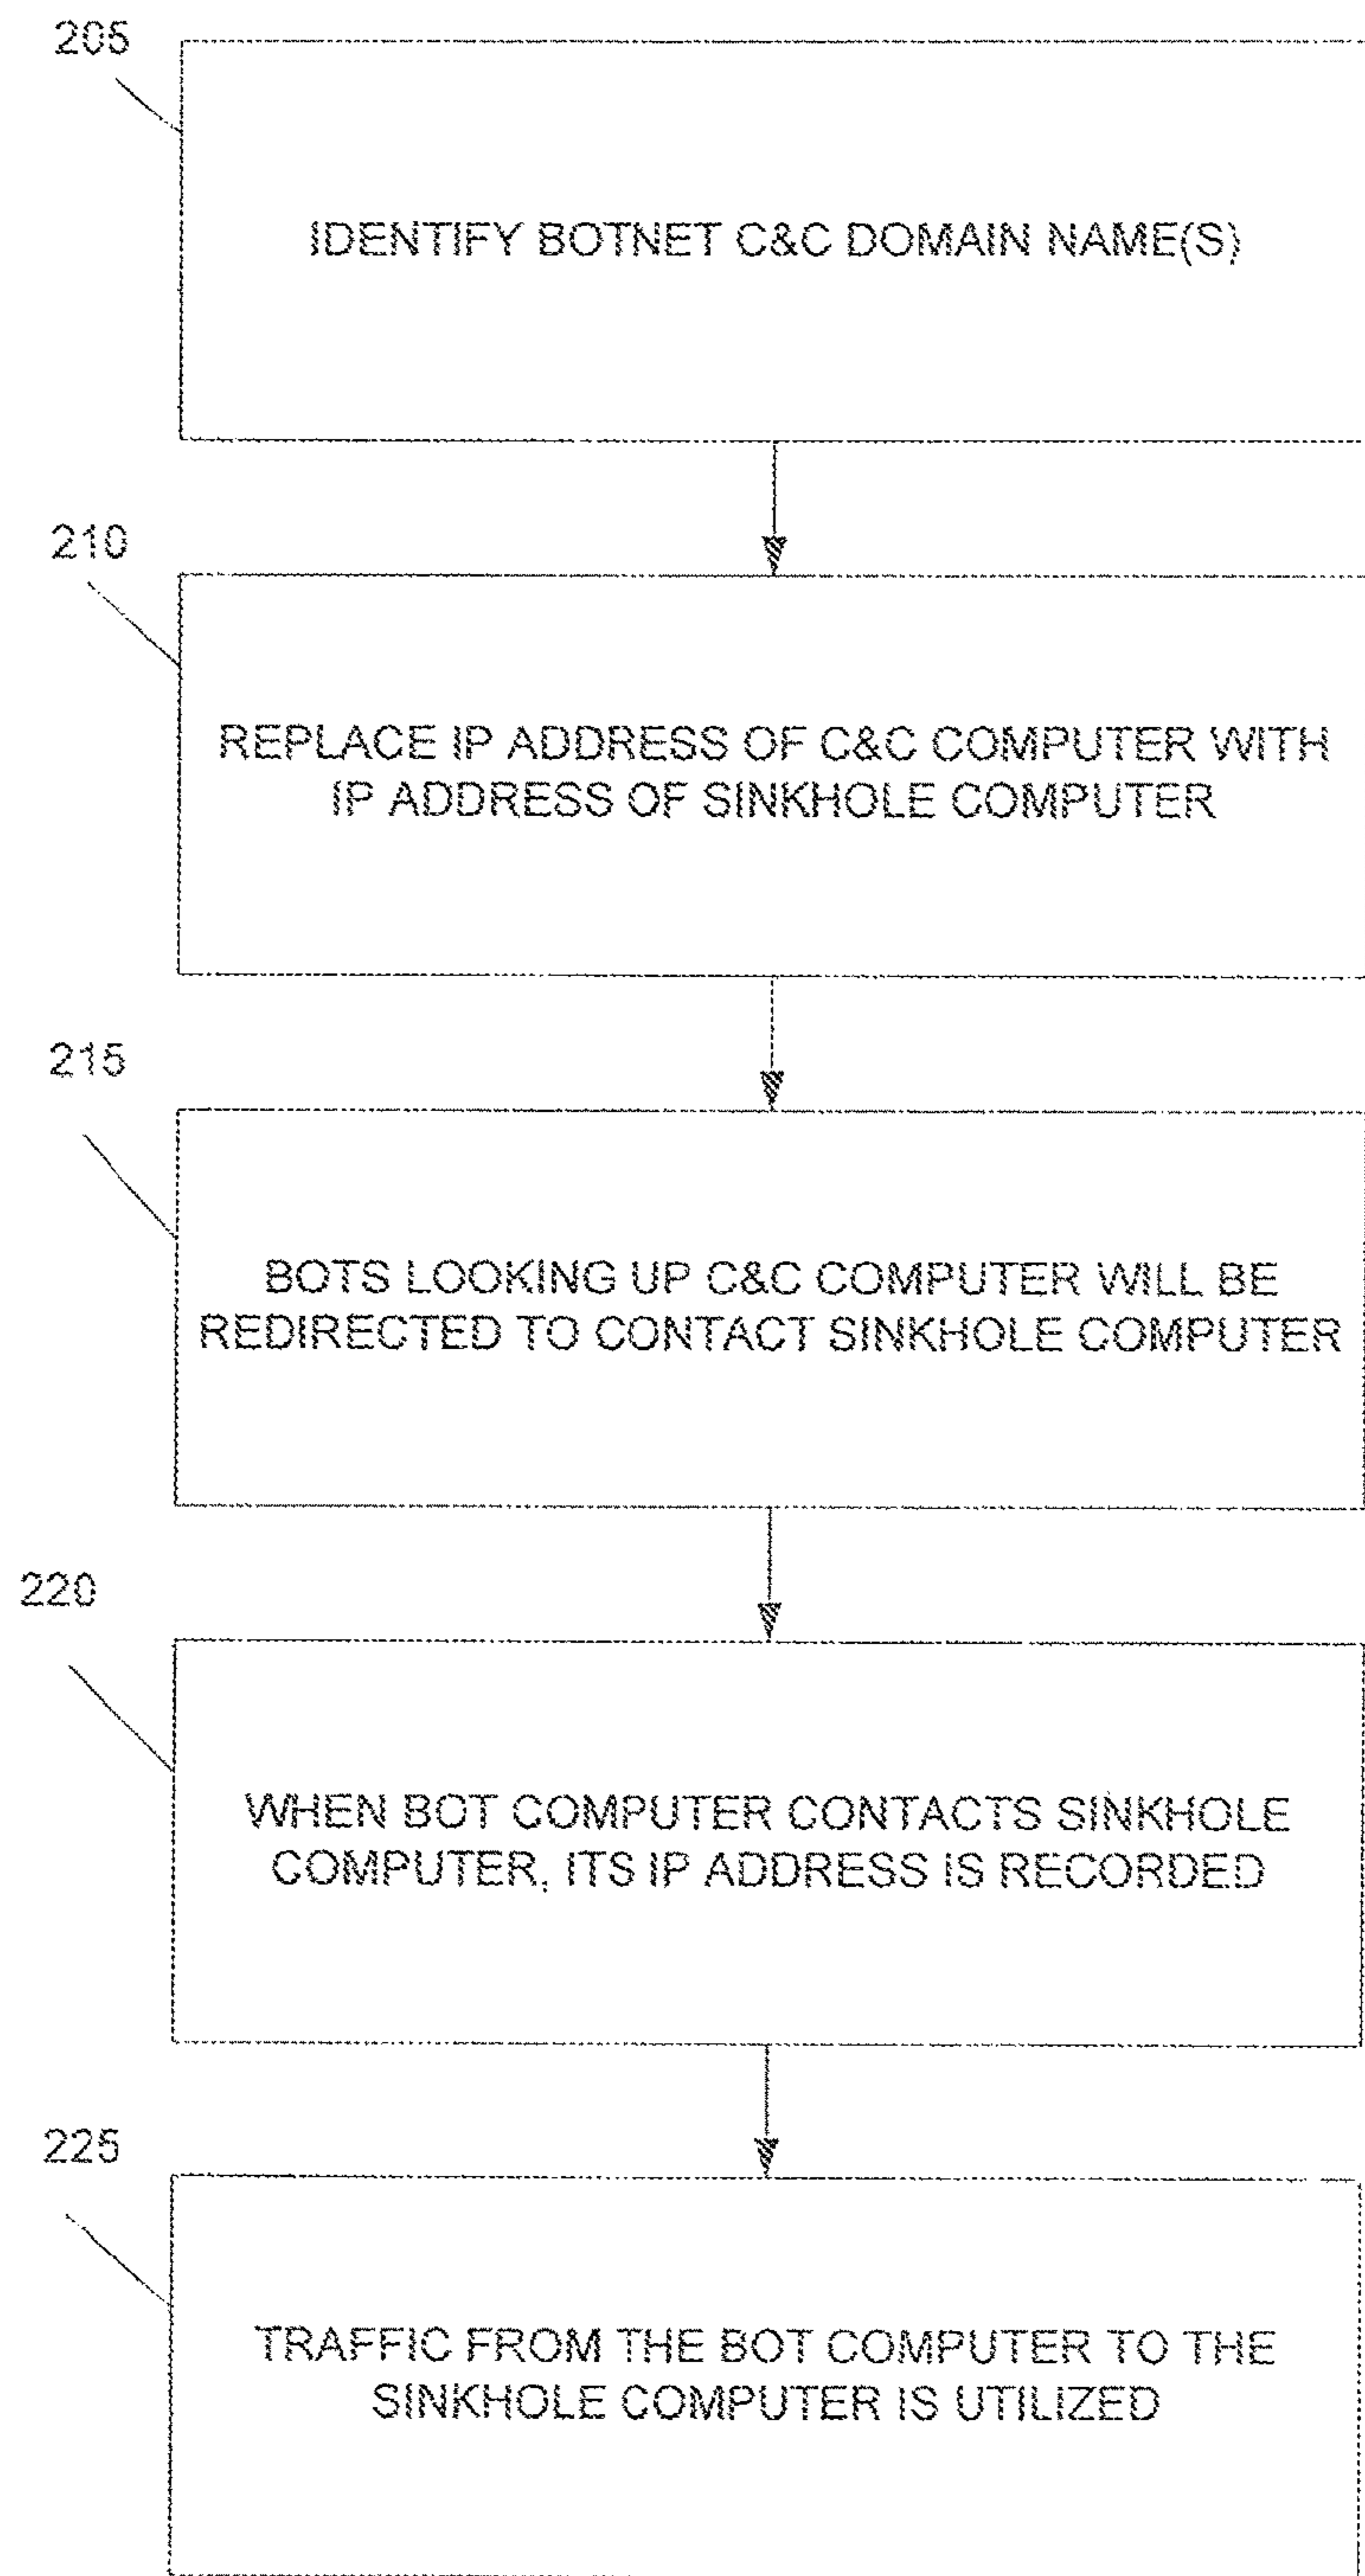 205
IDENTIFY BOTNET C&C DOMAIN NAME(S)
210
REPLACE IP ADDRESS OF C&C COMPUTER WITH
IP ADDRESS OF SINKHOLE COMPUTER
215
BOTS LOOKING UP C&C COMPUTER WILL BE
REDIRECTED TO CONTACT SINKHOLE COMPUTER
220
WHEN BOT COMPUTER CONTACTS SINKHOLE
COMPUTER, ITS IP ADDRESS IS RECORDED
225
TRAFFIC FROM THE BOT COMPUTER TO THE
SINKHOLE COMPUTER IS UTILIZED